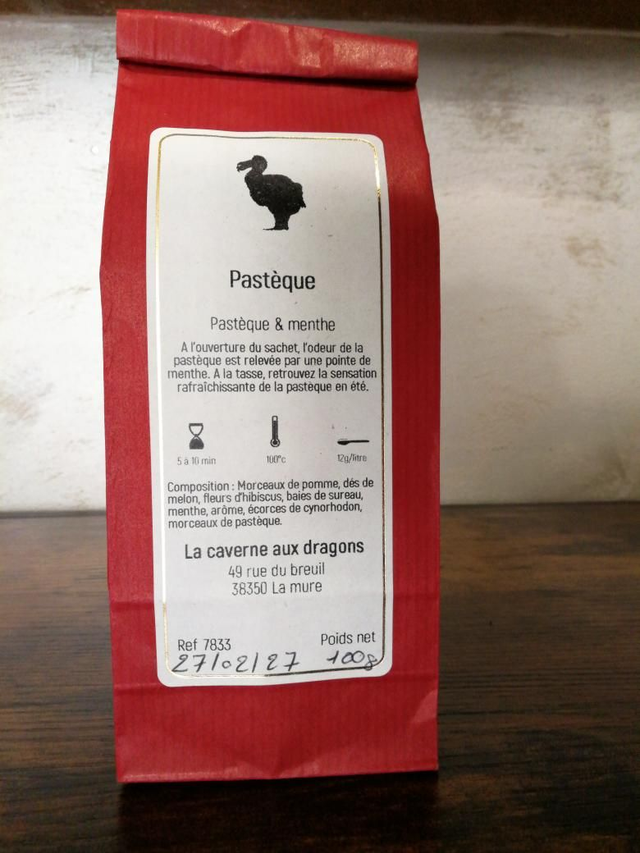 Pastèque
Pastèque & menthe
A l'ouverture du sachet, l'odeur de la
pastèque est relevée par une pointe de
menthe. A la tasse, retrouvez la sensation
rafraîchissante de la pastèque en été.
5 à 10 min 100°c 12g/litre
Composition : Morceaux de pomme, dés de
melon, fleurs d'hibiscus, baies de sureau,
menthe, arôme, écorces de cynorhodon,
morceaux de pastèque.
La caverne aux dragons
49 rue du breuil
38350 La mure
Ref 7833 Poids net
27/02/27 100g